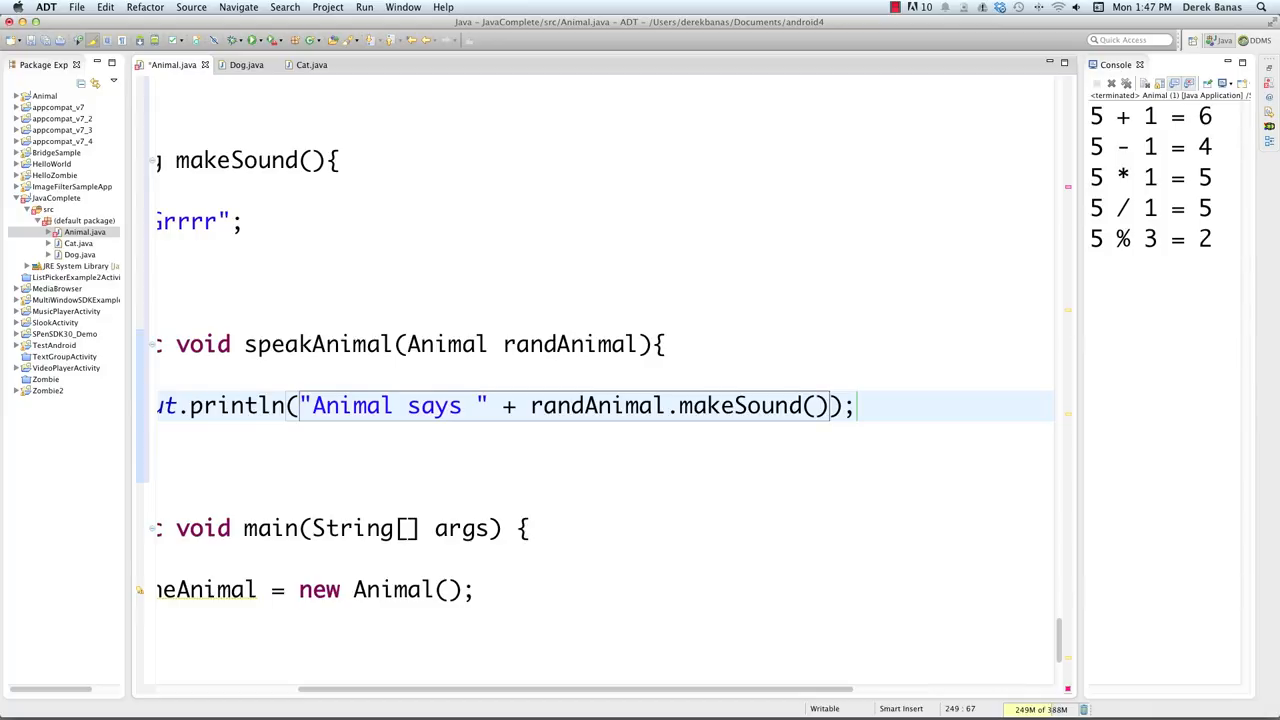 ADT File Edit Refactor Source Navigate Search Project Run Window Help
10 Mon 1:47 PM Derek Banas
Java - JavaComplete/src/Animal.java - ADT - /Users/derekbanas/Documents/android4
Quick Access Java DDMS
Package Exp
*Animal.java Dog.java Cat.java
Console
<terminated> Animal (1) [Java Application] /S
Animal
appcompat_v7
appcompat_v7_2
appcompat_v7_3
appcompat_v7_4
BridgeSample
HelloWorld
HelloZombie
ImageFilterSampleApp
JavaComplete
src
(default package)
Animal.java
Cat.java
Dog.java
JRE System Library [Ja
ListPickerExample2Activi
MediaBrowser
MultiWindowSDKExample
MusicPlayerActivity
SlookActivity
SPenSDK30_Demo
TestAndroid
TextGroupActivity
VideoPlayerActivity
Zombie
Zombie2
g makeSound(){
Grrrr";
c void speakAnimal(Animal randAnimal){
ut.println("Animal says " + randAnimal.makeSound());
c void main(String[] args) {
neAnimal = new Animal();
5 + 1 = 6
5 - 1 = 4
5 * 1 = 5
5 / 1 = 5
5 % 3 = 2
Writable Smart Insert 249 : 67 249M of 388M